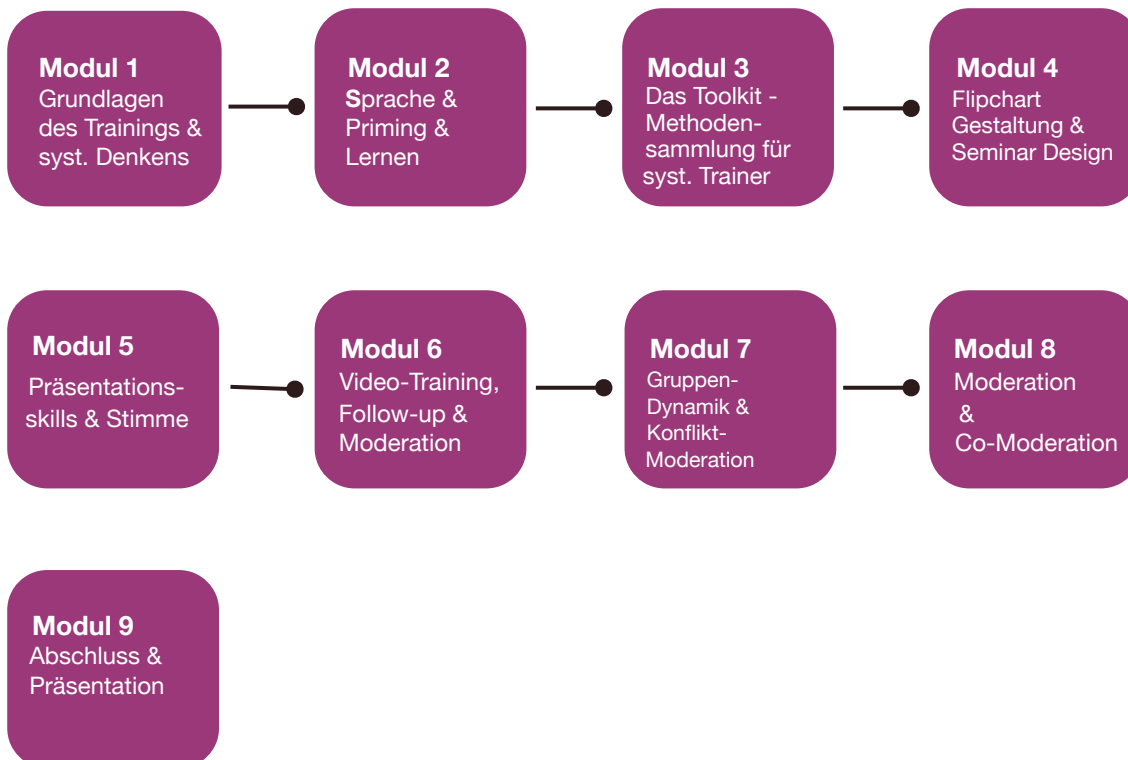 Modul 1
Grundlagen
des Trainings &
syst. Denkens
Modul 2
Sprache &
Priming &
Lernen
Modul 3
Das Toolkit -
Methoden-
sammlung für
syst. Trainer
Modul 4
Flipchart
Gestaltung &
Seminar Design
Modul 5
Präsentations-
skills & Stimme
Modul 6
Video-Training,
Follow-up &
Moderation
Modul 7
Gruppen-
Dynamik &
Konflikt-
Moderation
Modul 8
Moderation
&
Co-Moderation
Modul 9
Abschluss &
Präsentation